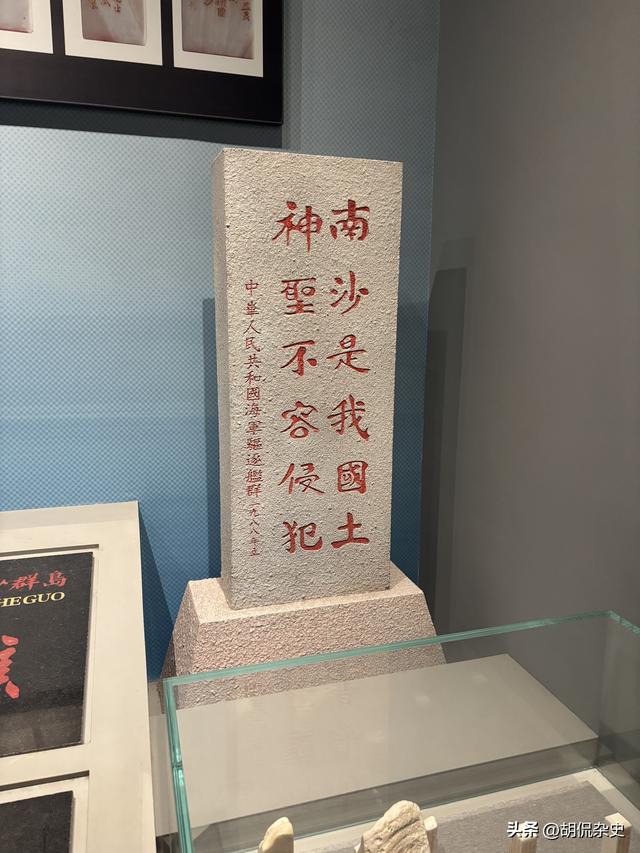 南沙是我國土
神聖不容侵犯
中華人民共和國海軍驅逐艦群一九八八年立
群島
HEGUO
头条 @胡侃杂史